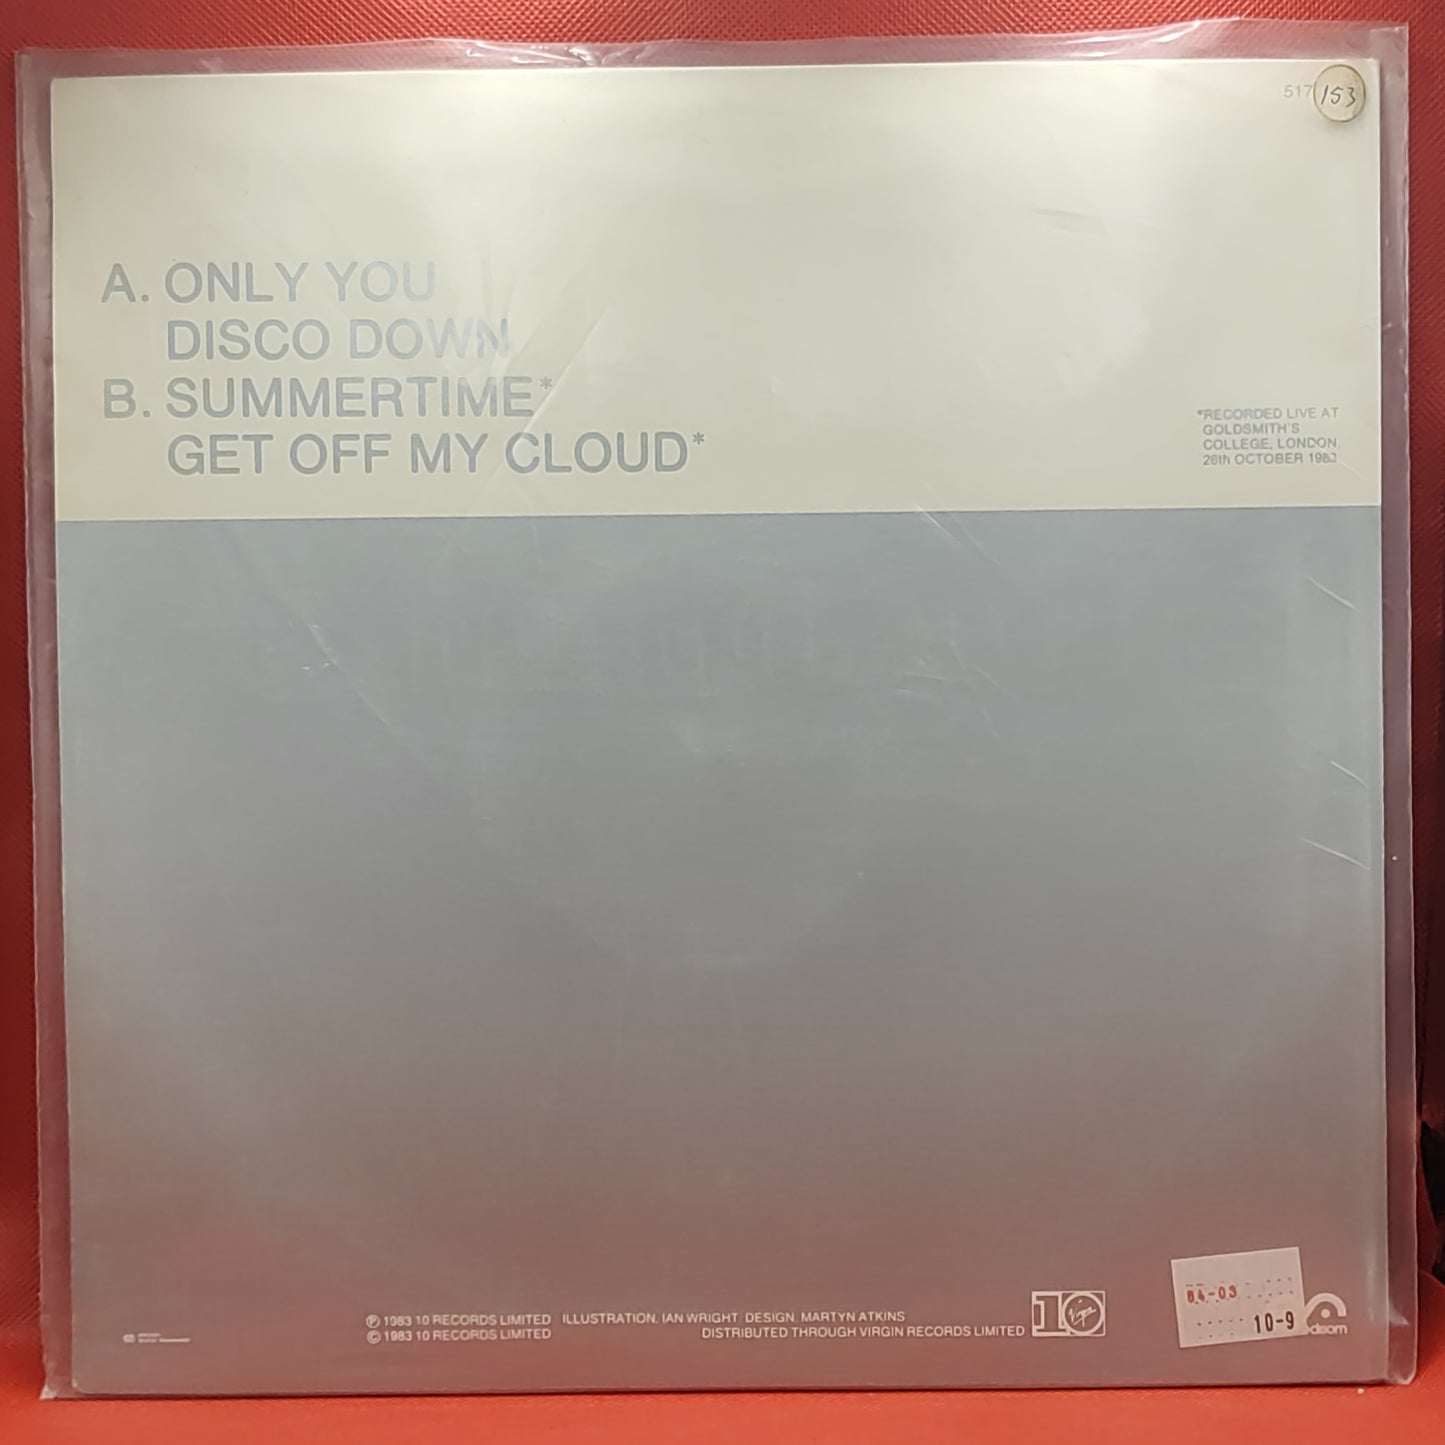 517
153
A. ONLY YOU
DISCO DOWN
B. SUMMERTIME*
GET OFF MY CLOUD*
*RECORDED LIVE AT
GOLDSMITH'S
COLLEGE, LONDON,
26th OCTOBER 1983
℗ 1983 10 RECORDS LIMITED ILLUSTRATION, IAN WRIGHT DESIGN, MARTYN ATKINS
© 1983 10 RECORDS LIMITED DISTRIBUTED THROUGH VIRGIN RECORDS LIMITED
10 Virgin
84-03
10-9
disom